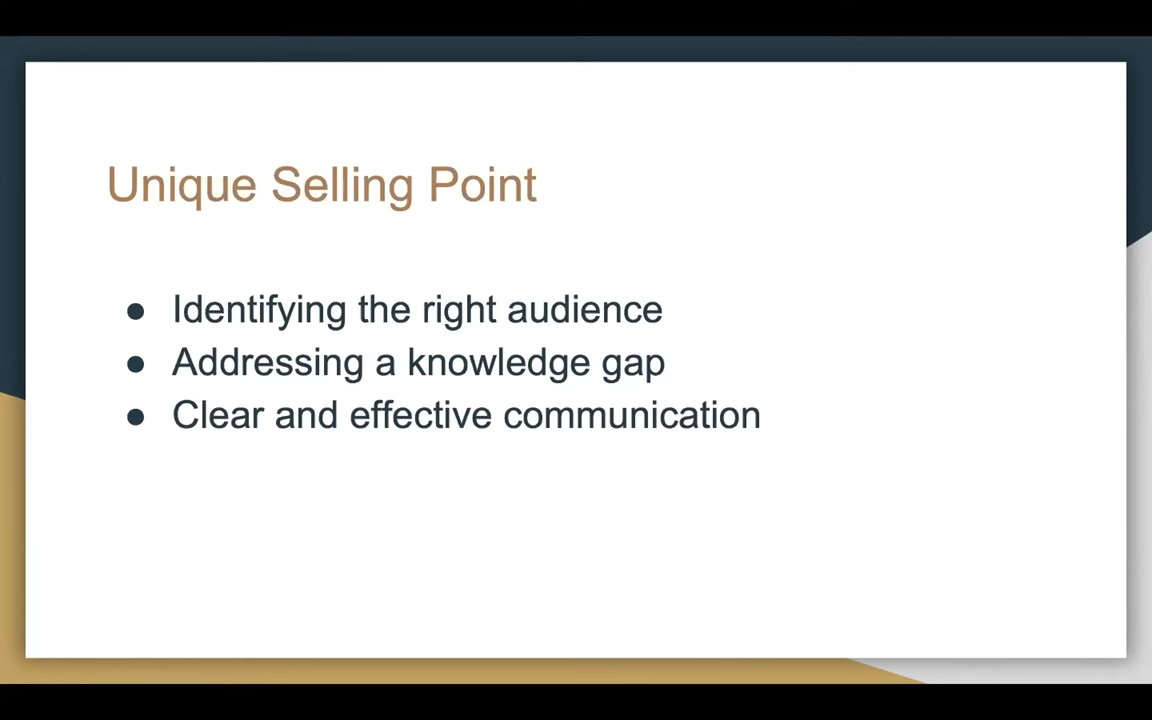 Unique Selling Point
● Identifying the right audience
● Addressing a knowledge gap
● Clear and effective communication